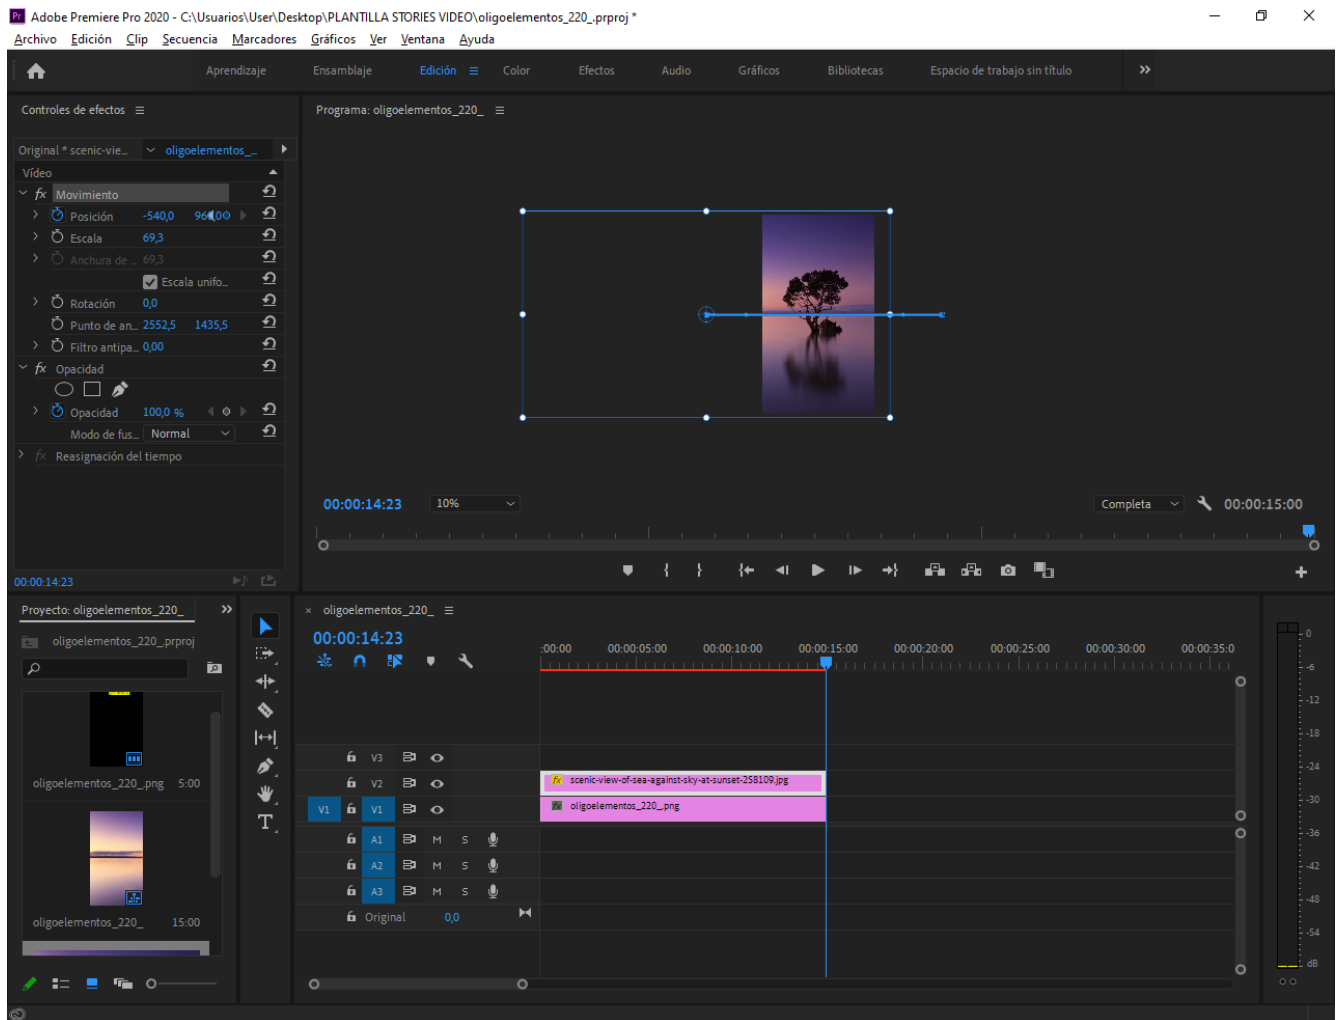 Pr Adobe Premiere Pro 2020 - C:\Usuarios\User\Desktop\PLANTILLA STORIES VIDEO\oligoelementos_220_.prproj *
Archivo Edición Clip Secuencia Marcadores Gráficos Ver Ventana Ayuda
Aprendizaje Ensamblaje Edición Color Efectos Audio Gráficos Bibliotecas Espacio de trabajo sin título
Controles de efectos
Programa: oligoelementos_220_
Original * scenic-vie... oligoelementos_...
Vídeo
fx Movimiento
Posición -540,0
Escala 69,3
Anchura de ... 69,3
Escala unifo...
Rotación 0,0
Punto de an... 2552,5 1435,5
Filtro antipa... 0,00
fx Opacidad
Opacidad 100,0 %
Modo de fus... Normal
fx Reasignación del tiempo
00:00:14:23 10% Completa 00:00:15:00
00:00:14:23
Proyecto: oligoelementos_220_
oligoelementos_220_.prproj
oligoelementos_220_.png 5:00
oligoelementos_220_ 15:00
oligoelementos_220_
00:00:14:23
:00:00 00:00:05:00 00:00:10:00 00:00:15:00 00:00:20:00 00:00:25:00 00:00:30:00 00:00:35:0
V3
V2 fx scenic-view-of-sea-against-sky-at-sunset-258109.jpg
V1 V1 fx oligoelementos_220_.png
A1 M S
A2 M S
A3 M S
Original 0,0
T
0
-6
-12
-18
-24
-30
-36
-42
-48
-54
dB